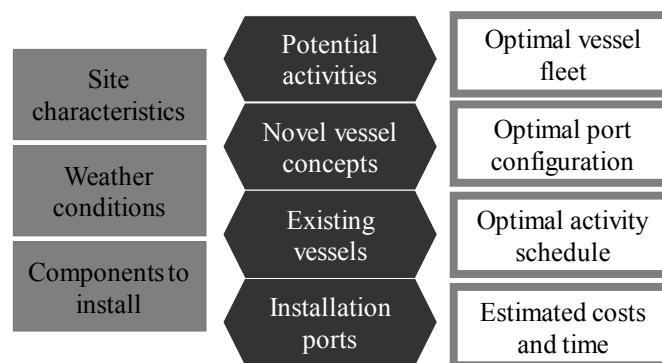 Site
characteristics
Weather
conditions
Components to
install
Potential
activities
Novel vessel
concepts
Existing
vessels
Installation
ports
Optimal vessel
fleet
Optimal port
configuration
Optimal activity
schedule
Estimated costs
and time